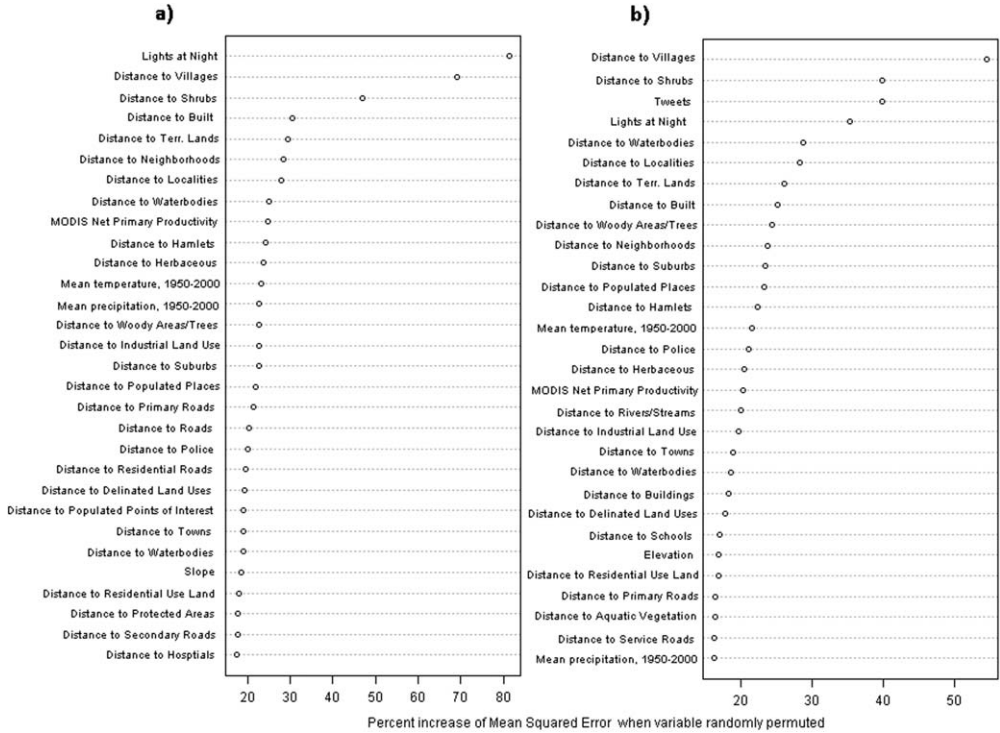 a)
Lights at Night
Distance to Villages
Distance to Shrubs
Distance to Built
Distance to Terr. Lands
Distance to Neighborhoods
Distance to Localities
Distance to Waterbodies
MODIS Net Primary Productivity
Distance to Hamlets
Distance to Herbaceous
Mean temperature, 1950-2000
Mean precipitation, 1950-2000
Distance to Woody Areas/Trees
Distance to Industrial Land Use
Distance to Suburbs
Distance to Populated Places
Distance to Primary Roads
Distance to Roads
Distance to Police
Distance to Residential Roads
Distance to Delinated Land Uses
Distance to Populated Points of Interest
Distance to Towns
Distance to Waterbodies
Slope
Distance to Residential Use Land
Distance to Protected Areas
Distance to Secondary Roads
Distance to Hosptials
20 30 40 50 60 70 80
b)
Distance to Villages
Distance to Shrubs
Tweets
Lights at Night
Distance to Waterbodies
Distance to Localities
Distance to Terr. Lands
Distance to Built
Distance to Woody Areas/Trees
Distance to Neighborhoods
Distance to Suburbs
Distance to Populated Places
Distance to Hamlets
Mean temperature, 1950-2000
Distance to Police
Distance to Herbaceous
MODIS Net Primary Productivity
Distance to Rivers/Streams
Distance to Industrial Land Use
Distance to Towns
Distance to Waterbodies
Distance to Buildings
Distance to Delinated Land Uses
Distance to Schools
Elevation
Distance to Residential Use Land
Distance to Primary Roads
Distance to Aquatic Vegetation
Distance to Service Roads
Mean precipitation, 1950-2000
20 30 40 50
Percent increase of Mean Squared Error when variable randomly permuted